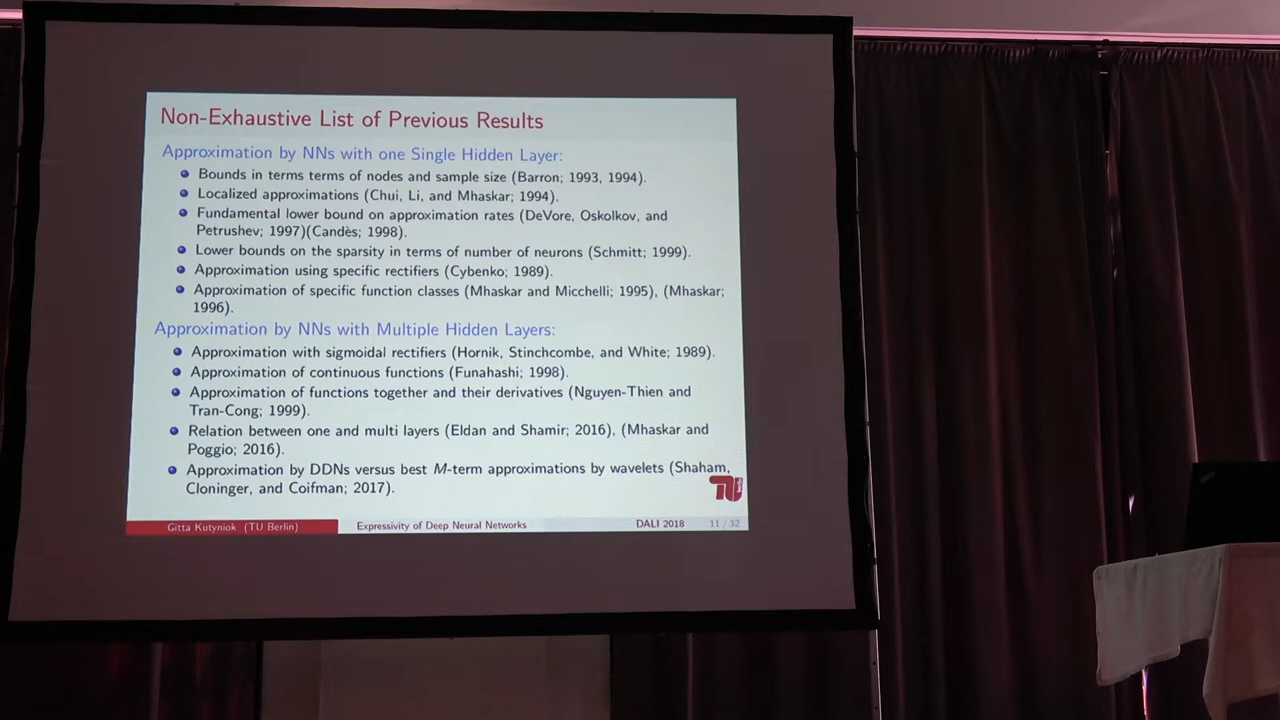 Non-Exhaustive List of Previous Results
Approximation by NNs with one Single Hidden Layer:
Bounds in terms terms of nodes and sample size (Barron; 1993, 1994).
Localized approximations (Chui, Li, and Mhaskar; 1994).
Fundamental lower bound on approximation rates (DeVore, Oskolkov, and
Petrushev; 1997)(Candès; 1998).
Lower bounds on the sparsity in terms of number of neurons (Schmitt; 1999).
Approximation using specific rectifiers (Cybenko; 1989).
Approximation of specific function classes (Mhaskar and Micchelli; 1995), (Mhaskar;
1996).
Approximation by NNs with Multiple Hidden Layers:
Approximation with sigmoidal rectifiers (Hornik, Stinchcombe, and White; 1989).
Approximation of continuous functions (Funahashi; 1998).
Approximation of functions together and their derivatives (Nguyen-Thien and
Tran-Cong; 1999).
Relation between one and multi layers (Eldan and Shamir; 2016), (Mhaskar and
Poggio; 2016).
Approximation by DDNs versus best M-term approximations by wavelets (Shaham,
Cloninger, and Coifman; 2017).
Gitta Kutyniok (TU Berlin) Expressivity of Deep Neural Networks DALI 2018 11 / 32